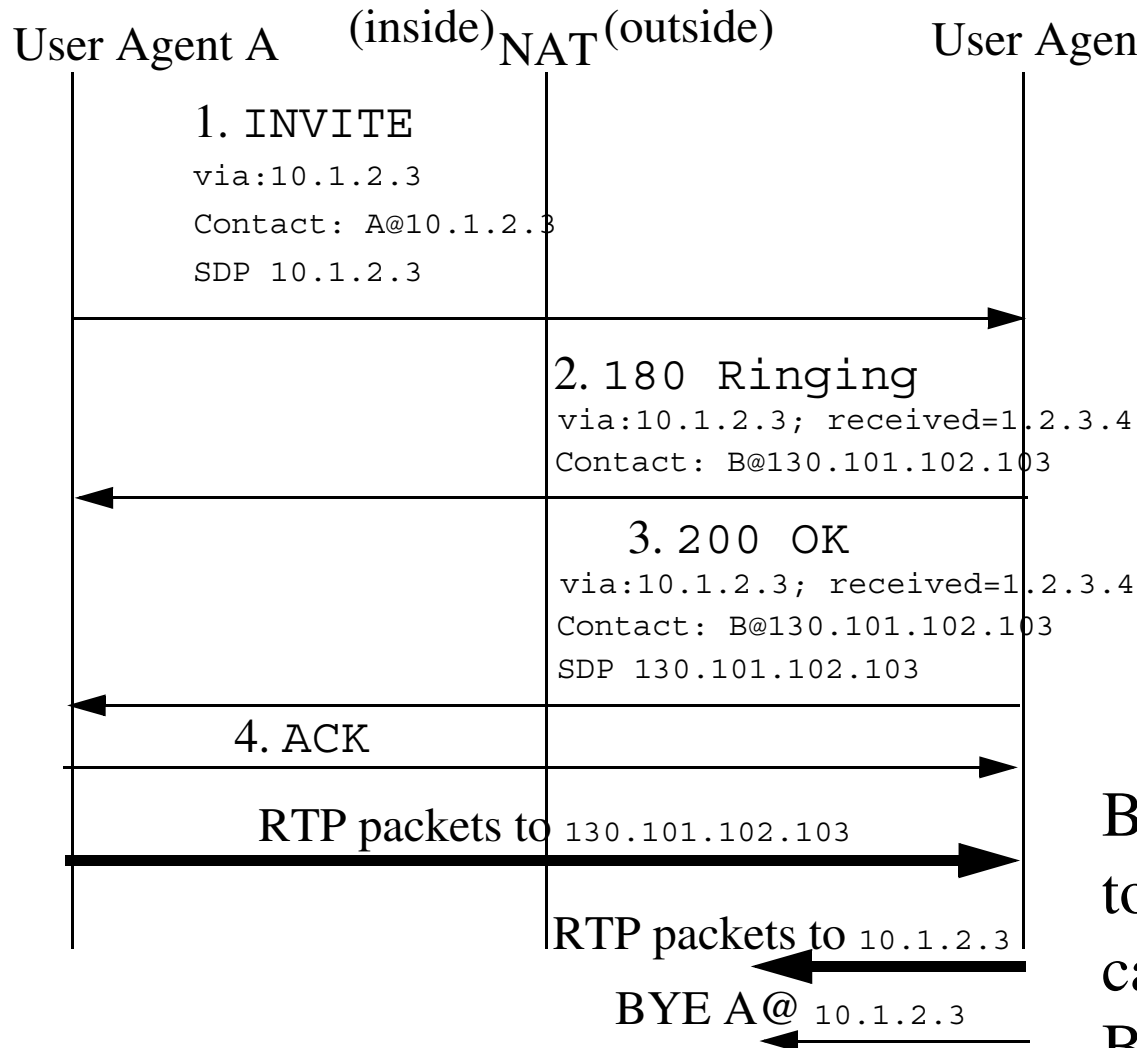 User Agent A (inside) NAT (outside) User Agen
1. INVITE
via:10.1.2.3
Contact: A@10.1.2.3
SDP 10.1.2.3
2. 180 Ringing
via:10.1.2.3; received=1.2.3.4
Contact: B@130.101.102.103
3. 200 OK
via:10.1.2.3; received=1.2.3.4
Contact: B@130.101.102.103
SDP 130.101.102.103
4. ACK
RTP packets to 130.101.102.103
RTP packets to 10.1.2.3
BYE A@ 10.1.2.3